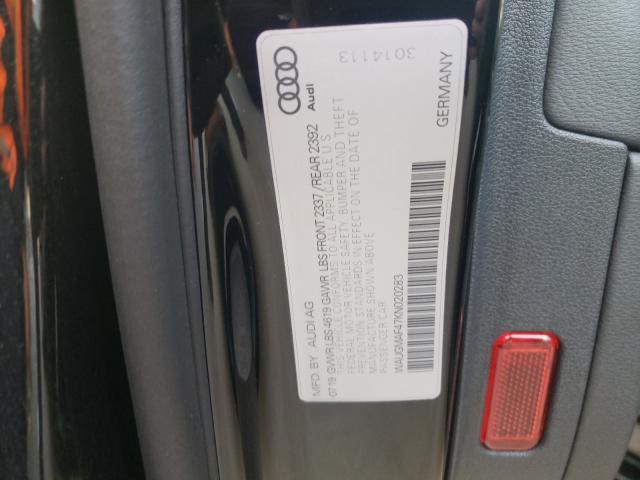 MFD. BY AUDI AG
07/19 GVWR LBS 4619 GAWR LBS FRONT 2337 / REAR 2392
THIS VEHICLE CONFORMS TO ALL APPLICABLE U.S.
FEDERAL MOTOR VEHICLE SAFETY, BUMPER AND THEFT
PREVENTION STANDARDS IN EFFECT ON THE DATE OF
MANUFACTURE SHOWN ABOVE
PASSENGER CAR
WAUGMAF47KN020283
Audi
3014113
GERMANY